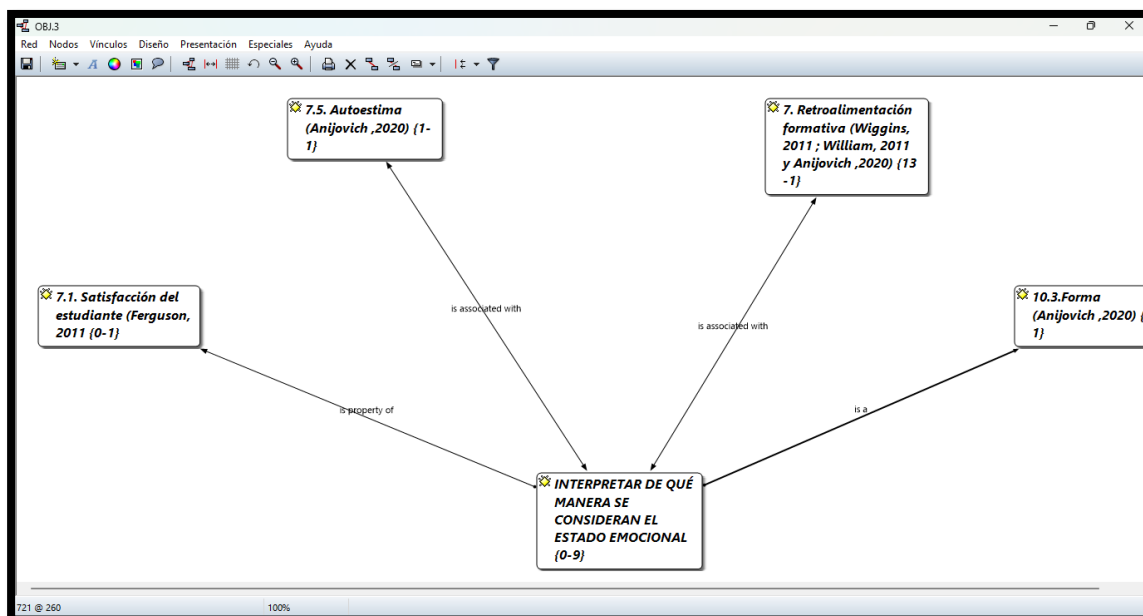 OBJ.3
Red Nodos Vínculos Diseño Presentación Especiales Ayuda
7.5. Autoestima
(Anijovich ,2020) {1-
1}
7. Retroalimentación
formativa (Wiggins,
2011 ; William, 2011
y Anijovich ,2020) {13
-1}
7.1. Satisfacción del
estudiante (Ferguson,
2011 {0-1}
10.3.Forma
(Anijovich ,2020) {
1}
is associated with
is associated with
is property of
is a
INTERPRETAR DE QUÉ
MANERA SE
CONSIDERAN EL
ESTADO EMOCIONAL
{0-9}
721 @ 260
100%